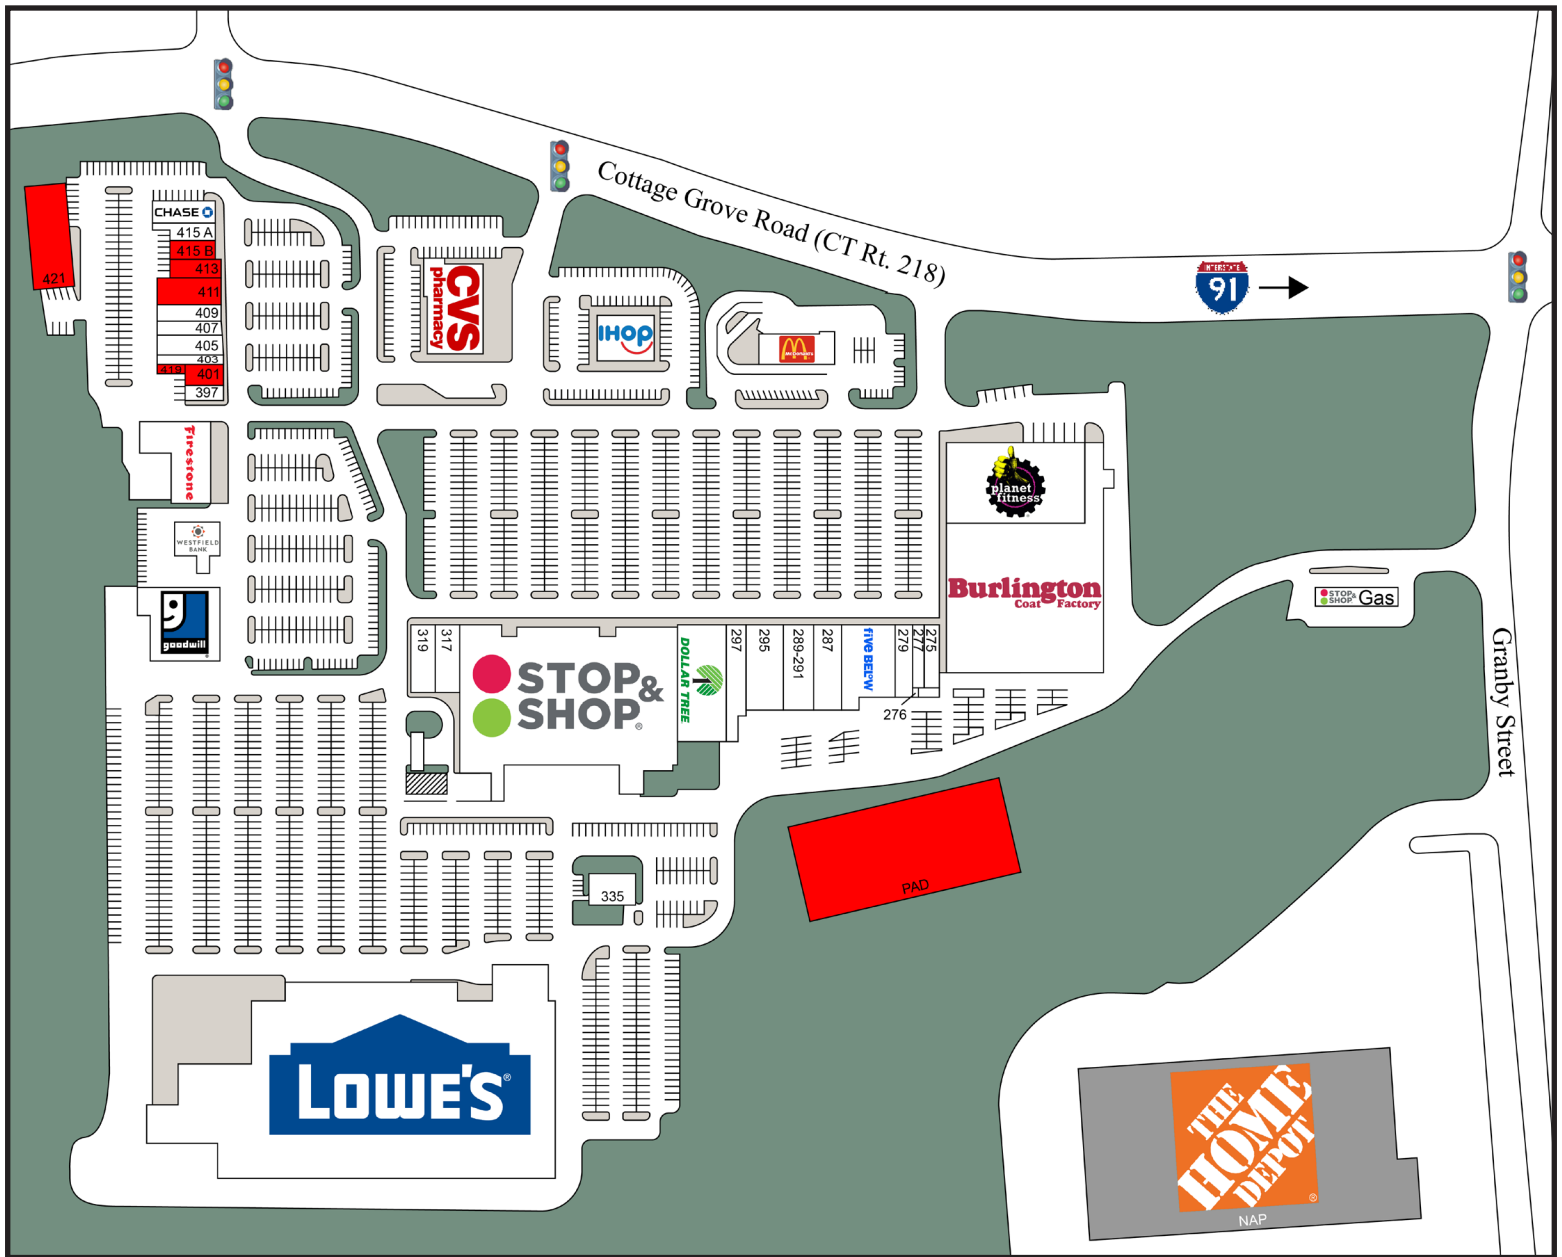 Cottage Grove Road (CT Rt. 218)
INTERSTATE
91
421
CHASE
415 A
415 B
413
411
409
407
405
403
419
401
397
CVS
pharmacy
IHOP
McDonald's
Firestone
WESTFIELD
BANK
goodwill
planet
fitness
Burlington
Coat Factory
STOP&
SHOP Gas
Granby Street
319
317
STOP&
SHOP®
DOLLAR TREE
297
295
289-291
287
five BELOW
279
277
275
276
335
PAD
LOWE'S®
THE
HOME
DEPOT
®
NAP